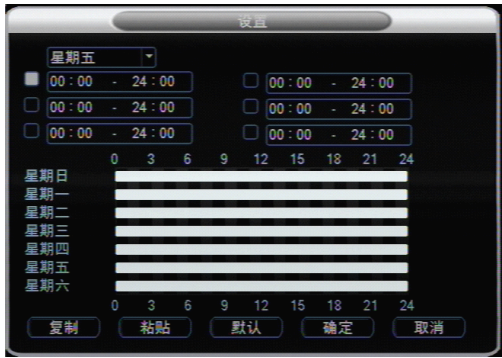 设置
星期五
00:00 - 24:00 00:00 - 24:00
00:00 - 24:00 00:00 - 24:00
00:00 - 24:00 00:00 - 24:00
0 3 6 9 12 15 18 21 24
星期日
星期一
星期二
星期三
星期四
星期五
星期六
0 3 6 9 12 15 18 21 24
复制 粘贴 默认 确定 取消